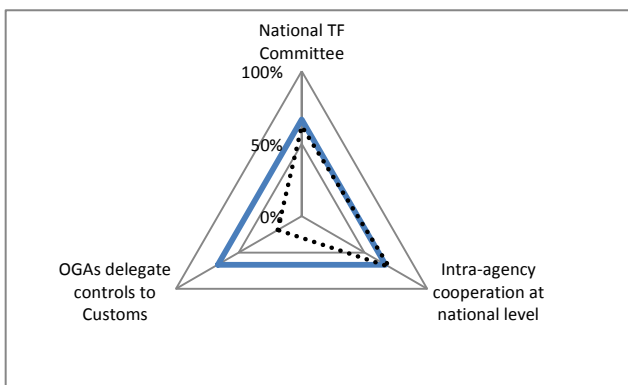 National TF
Committee
100%
50%
0%
OGAs delegate
controls to
Customs
Intra-agency
cooperation at
national level